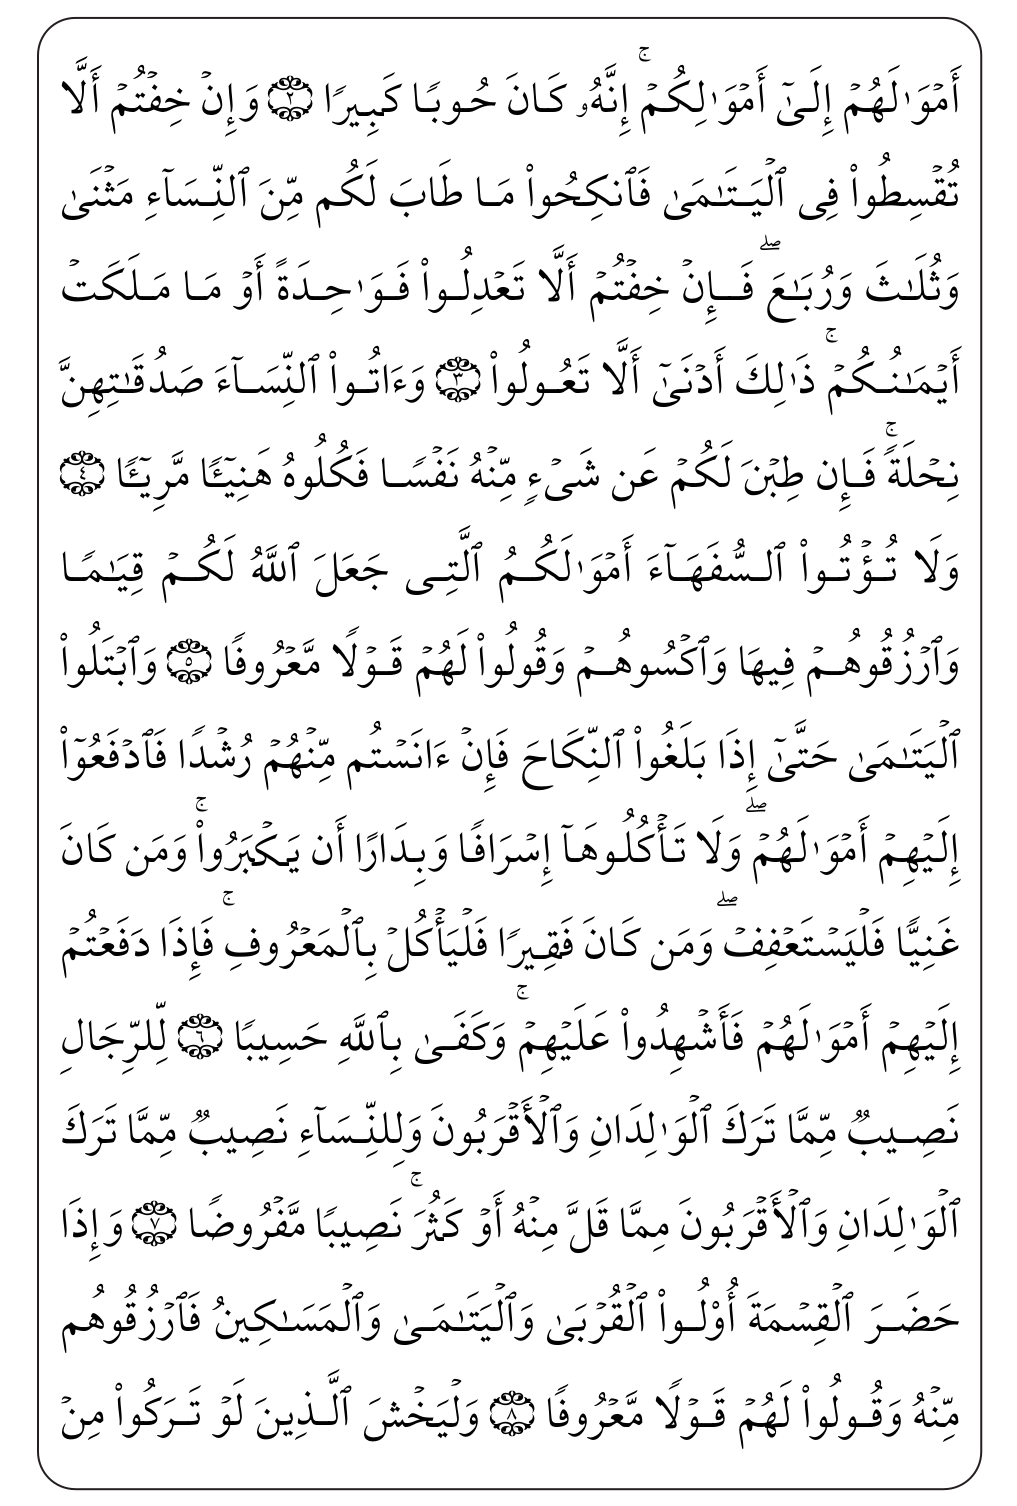 أَمۡوَٰلَهُمۡ إِلَىٰٓ أَمۡوَٰلِكُمۡۚ إِنَّهُۥ كَانَ حُوبٗا كَبِيرٗا ٢ وَإِنۡ خِفۡتُمۡ أَلَّا
تُقۡسِطُواْ فِي ٱلۡيَتَٰمَىٰ فَٱنكِحُواْ مَا طَابَ لَكُم مِّنَ ٱلنِّسَآءِ مَثۡنَىٰ
وَثُلَٰثَ وَرُبَٰعَۖ فَإِنۡ خِفۡتُمۡ أَلَّا تَعۡدِلُواْ فَوَٰحِدَةً أَوۡ مَا مَلَكَتۡ
أَيۡمَٰنُكُمۡۚ ذَٰلِكَ أَدۡنَىٰٓ أَلَّا تَعُولُواْ ٣ وَءَاتُواْ ٱلنِّسَآءَ صَدُقَٰتِهِنَّ
نِحۡلَةٗۚ فَإِن طِبۡنَ لَكُمۡ عَن شَيۡءٖ مِّنۡهُ نَفۡسٗا فَكُلُوهُ هَنِيٓـٔٗا مَّرِيٓـٔٗا ٤
وَلَا تُؤۡتُواْ ٱلسُّفَهَآءَ أَمۡوَٰلَكُمُ ٱلَّتِي جَعَلَ ٱللَّهُ لَكُمۡ قِيَٰمٗا
وَٱرۡزُقُوهُمۡ فِيهَا وَٱكۡسُوهُمۡ وَقُولُواْ لَهُمۡ قَوۡلٗا مَّعۡرُوفٗا ٥ وَٱبۡتَلُواْ
ٱلۡيَتَٰمَىٰ حَتَّىٰٓ إِذَا بَلَغُواْ ٱلنِّكَاحَ فَإِنۡ ءَانَسۡتُم مِّنۡهُمۡ رُشۡدٗا فَٱدۡفَعُوٓاْ
إِلَيۡهِمۡ أَمۡوَٰلَهُمۡۖ وَلَا تَأۡكُلُوهَآ إِسۡرَافٗا وَبِدَارًا أَن يَكۡبَرُواْۚ وَمَن كَانَ
غَنِيّٗا فَلۡيَسۡتَعۡفِفۡۖ وَمَن كَانَ فَقِيرٗا فَلۡيَأۡكُلۡ بِٱلۡمَعۡرُوفِۚ فَإِذَا دَفَعۡتُمۡ
إِلَيۡهِمۡ أَمۡوَٰلَهُمۡ فَأَشۡهِدُواْ عَلَيۡهِمۡۚ وَكَفَىٰ بِٱللَّهِ حَسِيبٗا ٦ لِّلرِّجَالِ
نَصِيبٞ مِّمَّا تَرَكَ ٱلۡوَٰلِدَانِ وَٱلۡأَقۡرَبُونَ وَلِلنِّسَآءِ نَصِيبٞ مِّمَّا تَرَكَ
ٱلۡوَٰلِدَانِ وَٱلۡأَقۡرَبُونَ مِمَّا قَلَّ مِنۡهُ أَوۡ كَثُرَۚ نَصِيبٗا مَّفۡرُوضٗا ٧ وَإِذَا
حَضَرَ ٱلۡقِسۡمَةَ أُوْلُواْ ٱلۡقُرۡبَىٰ وَٱلۡيَتَٰمَىٰ وَٱلۡمَسَٰكِينُ فَٱرۡزُقُوهُم
مِّنۡهُ وَقُولُواْ لَهُمۡ قَوۡلٗا مَّعۡرُوفٗا ٨ وَلۡيَخۡشَ ٱلَّذِينَ لَوۡ تَرَكُواْ مِنۡ